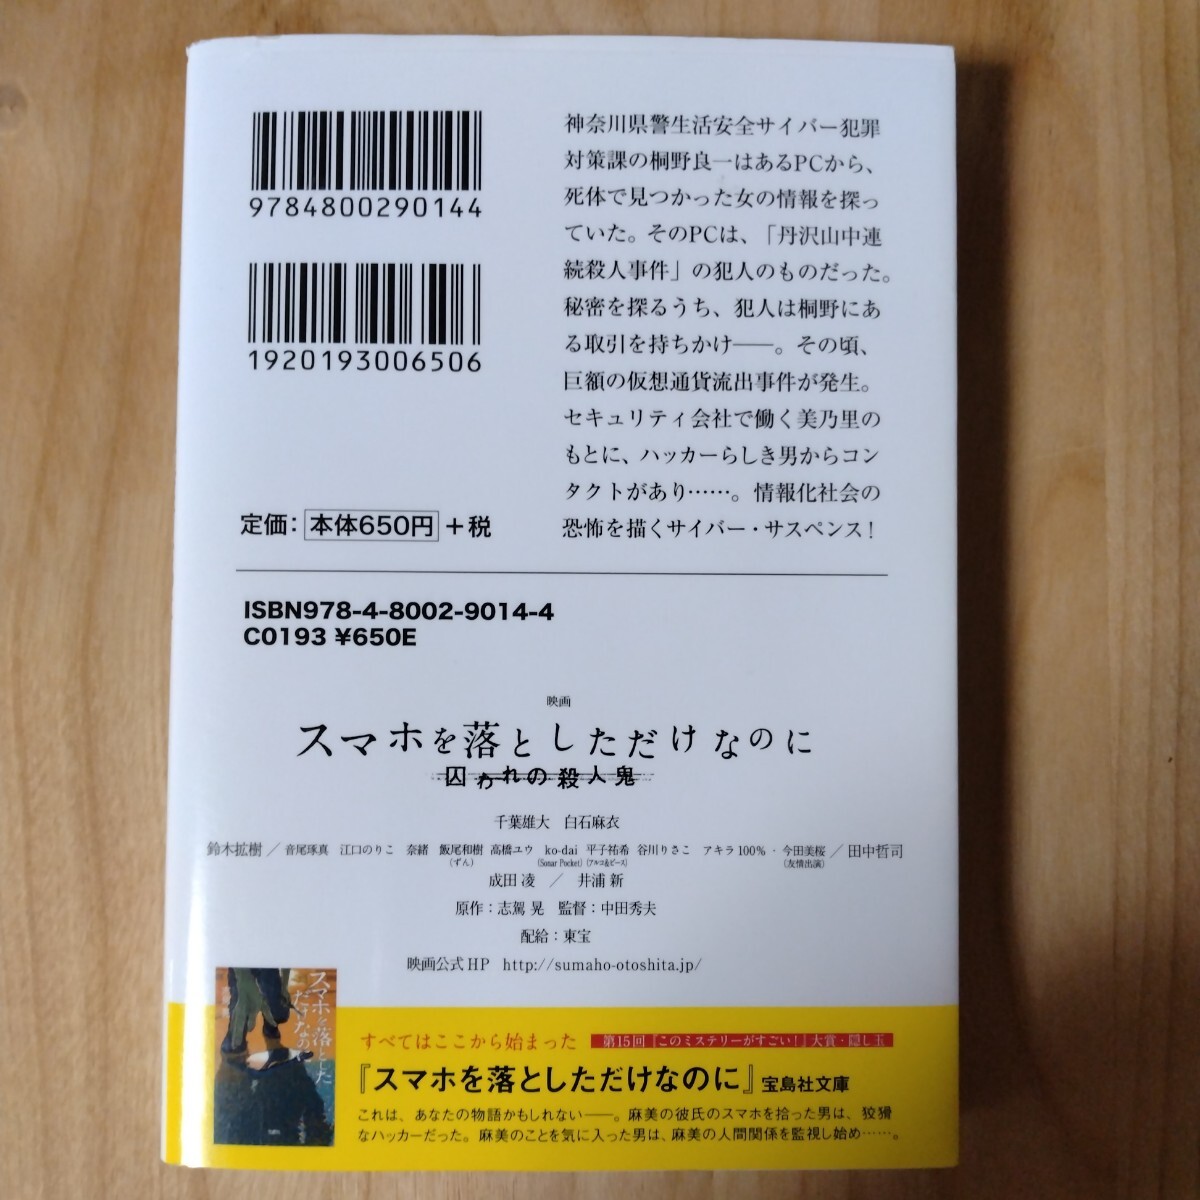 9784800290144
1920193006506
定価：本体650円＋税
神奈川県警生活安全サイバー犯罪
対策課の桐野良一はあるPCから、
死体で見つかった女の情報を探っ
ていた。そのPCは、「丹沢山中連
続殺人事件」の犯人のものだった。
秘密を探るうち、犯人は桐野にあ
る取引を持ちかけ――。その頃、
巨額の仮想通貨流出事件が発生。
セキュリティ会社で働く美乃里の
もとに、ハッカーらしき男からコン
タクトがあり……。情報化社会の
恐怖を描くサイバー・サスペンス！
ISBN978-4-8002-9014-4
C0193 ¥650E
映画
スマホを落としただけなのに
囚われの殺人鬼
千葉雄大　白石麻衣
鈴木拡樹／音尾琢真　江口のりこ　奈緒　飯尾和樹　高橋ユウ　ko-dai　平子祐希　谷川りさこ　アキラ100%・今田美桜／田中哲司
（ずん）　（Sonar Pocket）（アルコ&ピース）　（友情出演）
成田 凌　／　井浦 新
原作：志駕 晃　監督：中田秀夫
配給：東宝
映画公式HP　http://sumaho-otoshita.jp/
スマホを落とした
だけなのに
すべてはここから始まった　第15回『このミステリーがすごい！』大賞・隠し玉
『スマホを落としただけなのに』宝島社文庫
これは、あなたの物語かもしれない――。麻美の彼氏のスマホを拾った男は、狡猾
なハッカーだった。麻美のことを気に入った男は、麻美の人間関係を監視し始め……。